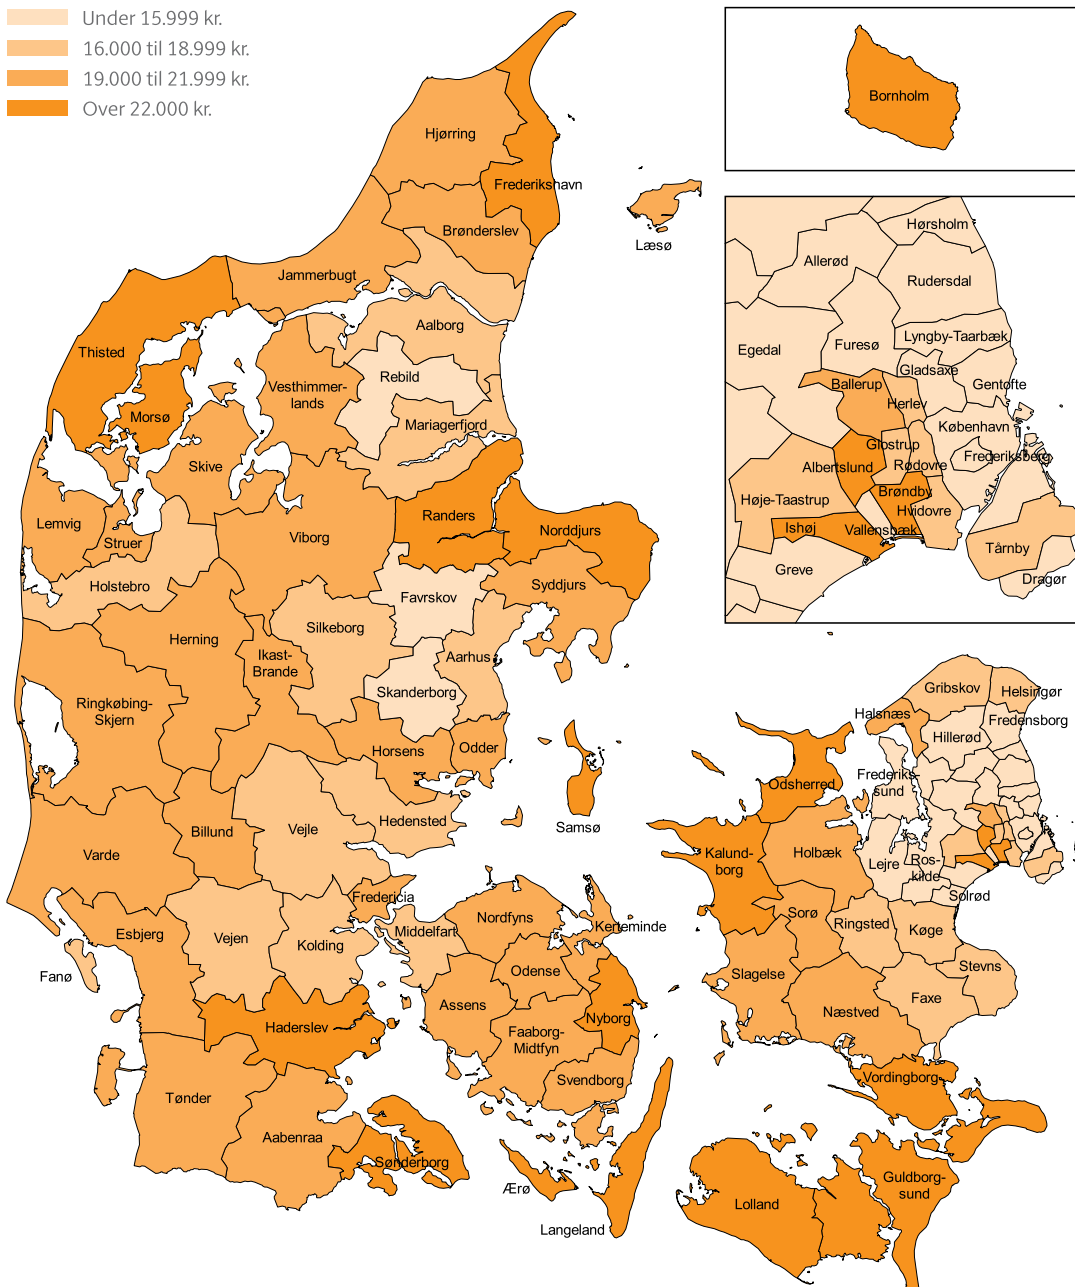 Under 15.999 kr.
16.000 til 18.999 kr.
19.000 til 21.999 kr.
Over 22.000 kr.
Bornholm
Hjørring
Frederikshavn
Brønderslev
Læsø
Jammerbugt
Aalborg
Thisted
Rebild
Vesthimmer-
lands
Morsø
Mariagerfjord
Skive
Randers
Norddjurs
Lemvig
Struer
Viborg
Holstebro
Syddjurs
Favrskov
Silkeborg
Herning
Ikast-
Brande
Aarhus
Skanderborg
Ringkøbing-
Skjern
Horsens
Odder
Samsø
Hedensted
Billund
Vejle
Varde
Fredericia
Esbjerg
Vejen
Kolding
Middelfart
Fanø
Haderslev
Tønder
Aabenraa
Sønderborg
Nordfyns
Kerteminde
Odense
Assens
Nyborg
Faaborg-
Midtfyn
Svendborg
Ærø
Langeland
Hørsholm
Allerød
Rudersdal
Egedal
Furesø
Lyngby-Taarbæk
Gladsaxe
Ballerup
Gentofte
Herlev
København
Glostrup
Frederiksberg
Albertslund
Rødovre
Høje-Taastrup
Brøndby
Hvidovre
Ishøj
Vallensbæk
Tårnby
Greve
Dragør
Gribskov
Helsingør
Halsnæs
Fredensborg
Hillerød
Frederiks-
sund
Odsherred
Kalund-
borg
Holbæk
Lejre
Ros-
kilde
Solrød
Sorø
Ringsted
Køge
Slagelse
Stevns
Faxe
Næstved
Vordingborg
Guldborg-
sund
Lolland